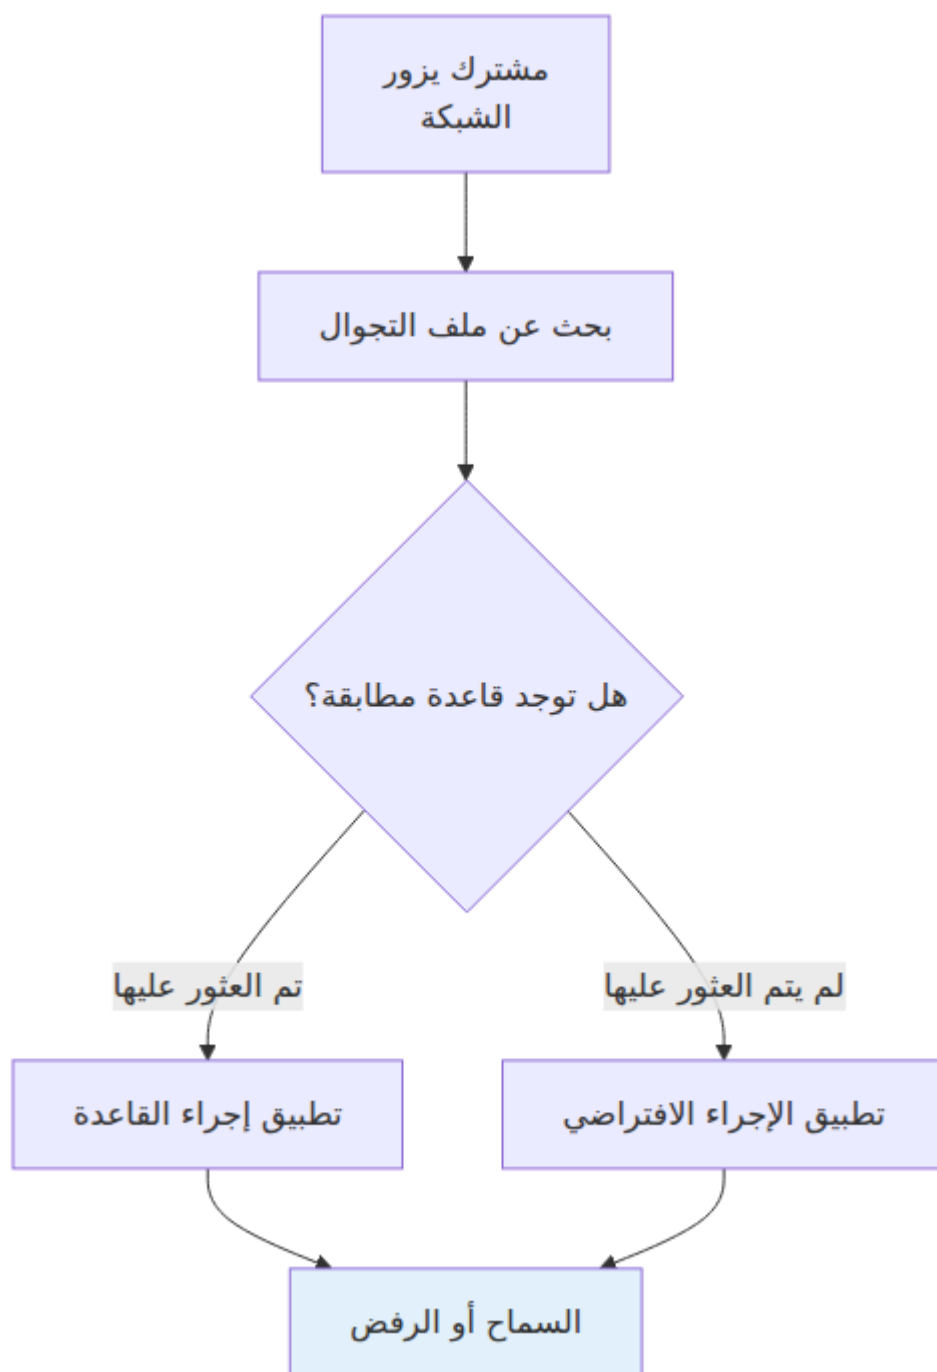 مشترك يزور
الشبكة
بحث عن ملف التجوال
هل توجد قاعدة مطابقة؟
تم العثور عليها
لم يتم العثور عليها
تطبيق إجراء القاعدة
تطبيق الإجراء الافتراضي
السماح أو الرفض